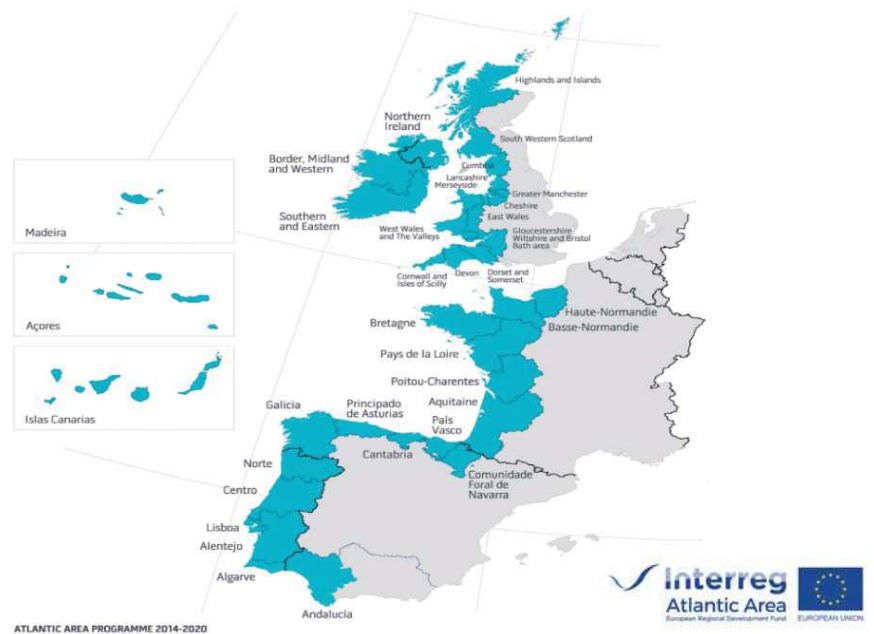 Highlands and Islands
Northern
Ireland
South Western Scotland
Border, Midland
and Western
Cumbria
Lancashire
Merseyside
Greater Manchester
Cheshire
East Wales
Southern
and Eastern
West Wales
and The Valleys
Gloucestershire
Wiltshire and Bristol
Bath area
Cornwall and
Isles of Scilly
Devon
Dorset and
Somerset
Madeira
Açores
Islas Canarias
Haute-Normandie
Basse-Normandie
Bretagne
Pays de la Loire
Poitou-Charentes
Aquitaine
País
Vasco
Principado
de Asturias
Galicia
Cantabria
Comunidade
Foral de
Navarra
Norte
Centro
Lisboa
Alentejo
Algarve
Andalucía
Interreg
Atlantic Area
European Regional Development Fund
EUROPEAN UNION
ATLANTIC AREA PROGRAMME 2014-2020